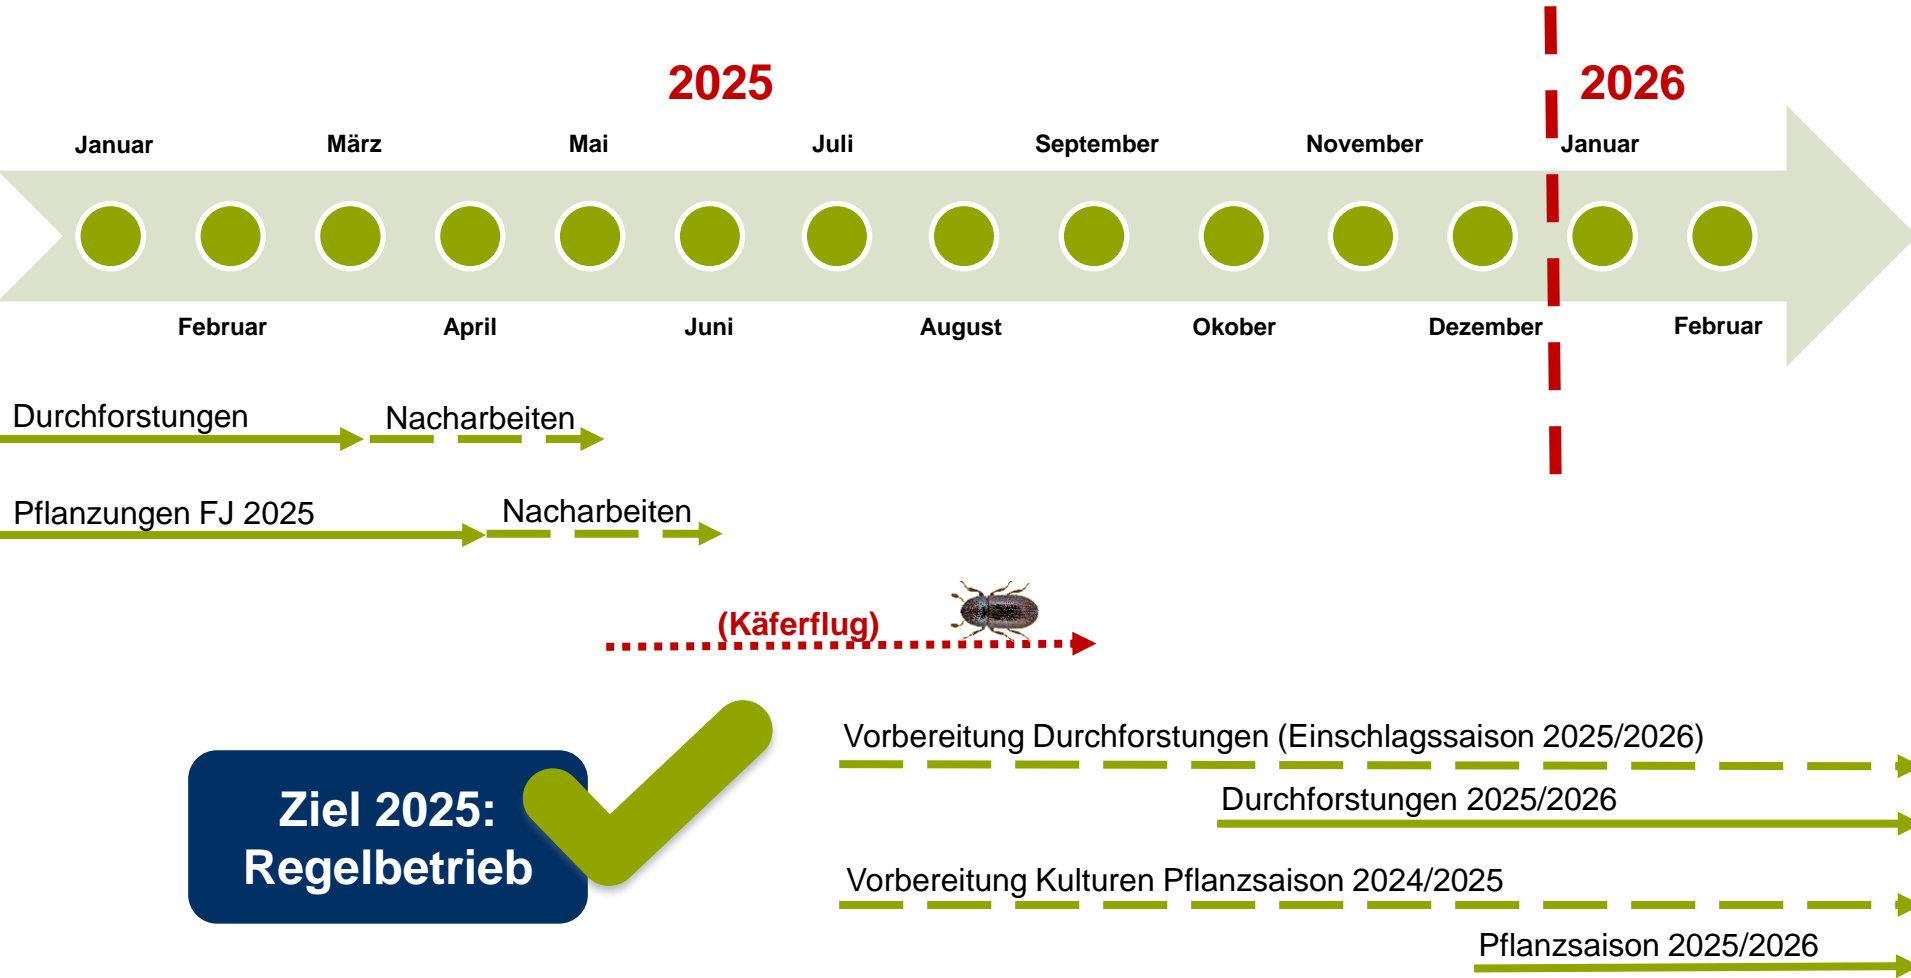 2025
2026
Januar
März
Mai
Juli
September
November
Januar
Februar
April
Juni
August
Okober
Dezember
Februar
Durchforstungen
Nacharbeiten
Pflanzungen FJ 2025
Nacharbeiten
(Käferflug)
Vorbereitung Durchforstungen (Einschlagssaison 2025/2026)
Durchforstungen 2025/2026
Ziel 2025:
Regelbetrieb
Vorbereitung Kulturen Pflanzsaison 2024/2025
Pflanzsaison 2025/2026